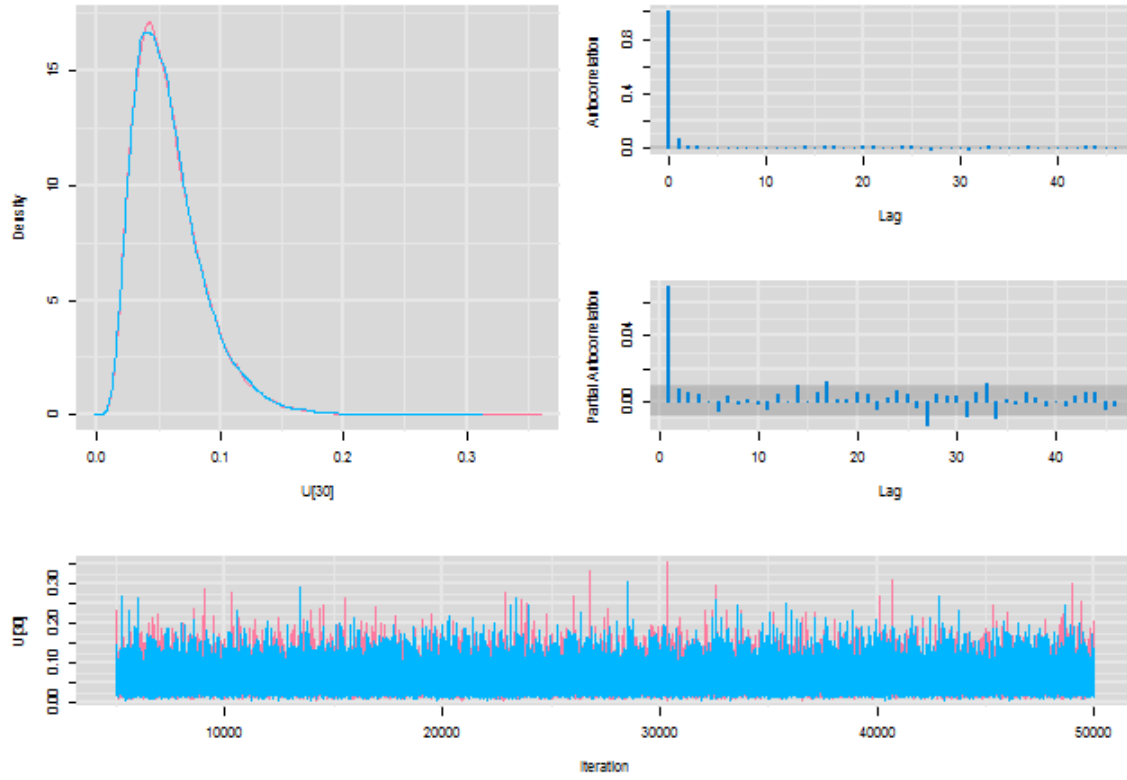 Density
0 5 10 15
0.0 0.1 0.2 0.3
U[30]
Autocorrelation
0.0 0.4 0.8
0 10 20 30 40
Lag
Partial Autocorrelation
0.00 0.04
0 10 20 30 40
Lag
U[30]
0.00 0.10 0.20 0.30
10000 20000 30000 40000 50000
Iteration